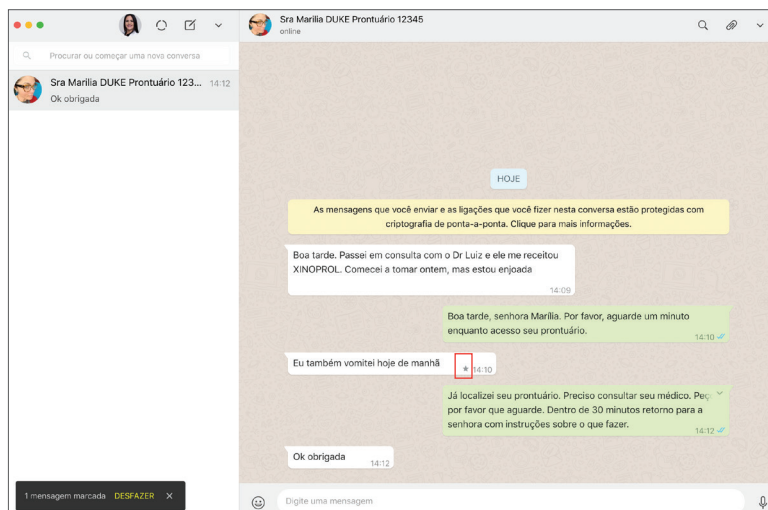 Sra Marilia DUKE Prontuário 12345
online
Procurar ou começar uma nova conversa
Sra Marilia DUKE Prontuário 123... 14:12
Ok obrigada
HOJE
As mensagens que você enviar e as ligações que você fizer nesta conversa estão protegidas com
criptografia de ponta-a-ponta. Clique para mais informações.
Boa tarde. Passei em consulta com o Dr Luiz e ele me receitou
XINOPROL. Comecei a tomar ontem, mas estou enjoada
14:09
Boa tarde, senhora Marília. Por favor, aguarde um minuto
enquanto acesso seu prontuário.
14:10
Eu também vomitei hoje de manhã
14:10
Já localizei seu prontuário. Preciso consultar seu médico. Peç
por favor que aguarde. Dentro de 30 minutos retorno para a
senhora com instruções sobre o que fazer.
14:12
Ok obrigada
14:12
1 mensagem marcada DESFAZER X
Digite uma mensagem